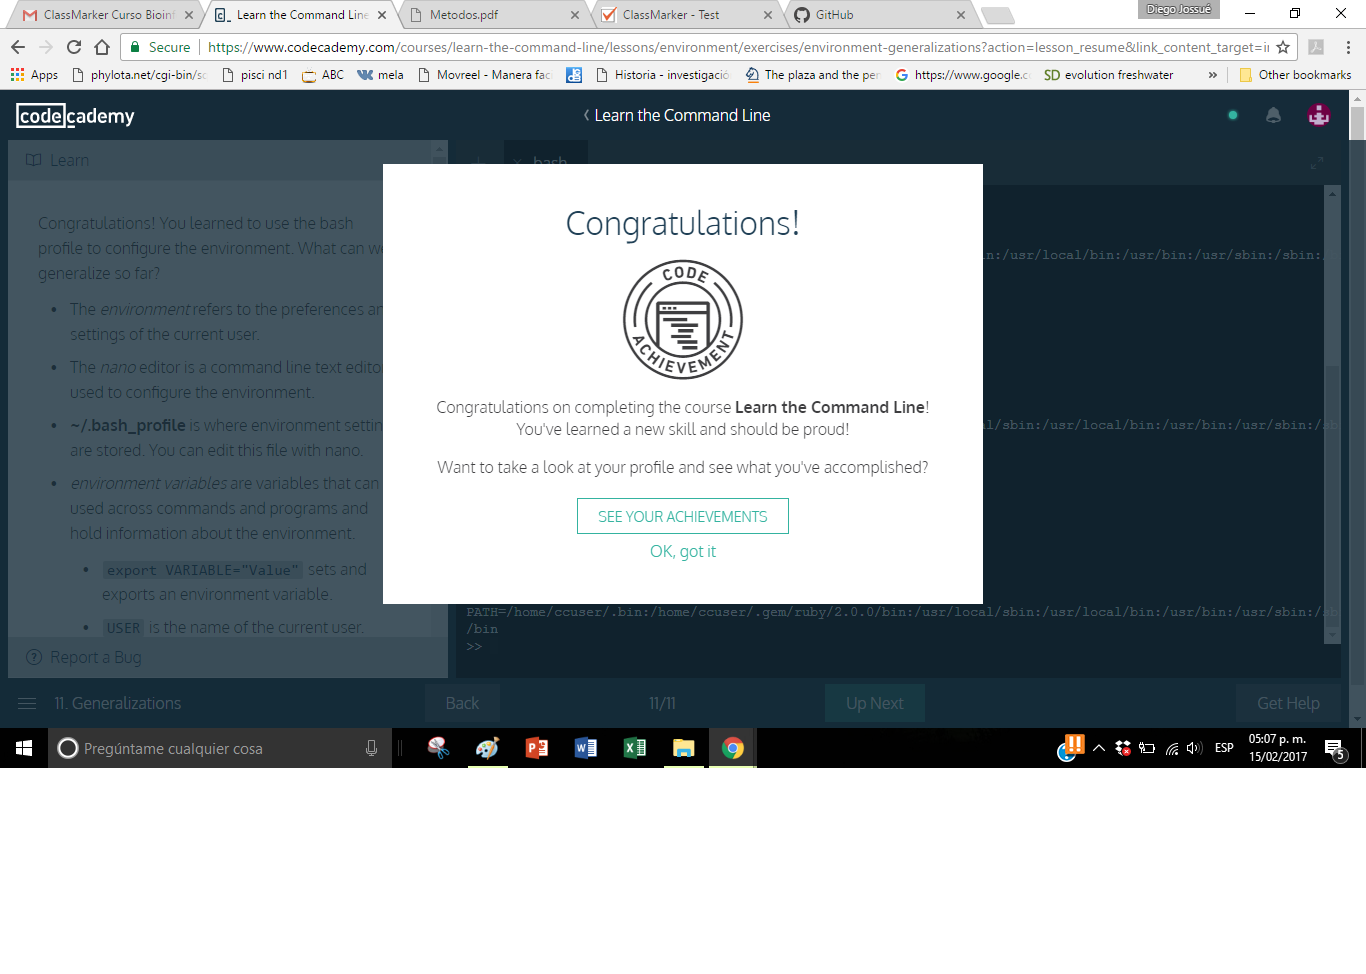 ClassMarker Curso Bioinf
Learn the Command Line
Metodos.pdf
ClassMarker - Test
GitHub
Diego Josué
Secure
https://www.codecademy.com/courses/learn-the-command-line/lessons/environment/exercises/environment-generalizations?action=lesson_resume&link_content_target=in
Apps
phylota.net/cgi-bin/sc
pisci nd1
ABC
mela
Movreel - Manera fac
Historia - investigació
The plaza and the per
https://www.google.c
SD evolution freshwater
»
Other bookmarks
codecademy
Learn the Command Line
Learn
bash
Congratulations! You learned to use the bash
profile to configure the environment. What can we
generalize so far?
The environment refers to the preferences an
settings of the current user.
The nano editor is a command line text edito
used to configure the environment.
~/.bash_profile is where environment settin
are stored. You can edit this file with nano.
environment variables are variables that can
used across commands and programs and
hold information about the environment.
export VARIABLE="Value" sets and
exports an environment variable.
USER is the name of the current user.
Report a Bug
in:/usr/local/bin:/usr/bin:/usr/sbin:/sbin:/
l/sbin:/usr/local/bin:/usr/bin:/usr/sbin:/sb
PATH=/home/ccuser/.bin:/home/ccuser/.gem/ruby/2.0.0/bin:/usr/local/sbin:/usr/local/bin:/usr/bin:/usr/sbin:/sb
/bin
>>
Congratulations!
CODE
ACHIEVEMENT
Congratulations on completing the course Learn the Command Line!
You've learned a new skill and should be proud!
Want to take a look at your profile and see what you've accomplished?
SEE YOUR ACHIEVEMENTS
OK, got it
11. Generalizations
Back
11/11
Up Next
Get Help
Pregúntame cualquier cosa
ESP
05:07 p. m.
15/02/2017
5